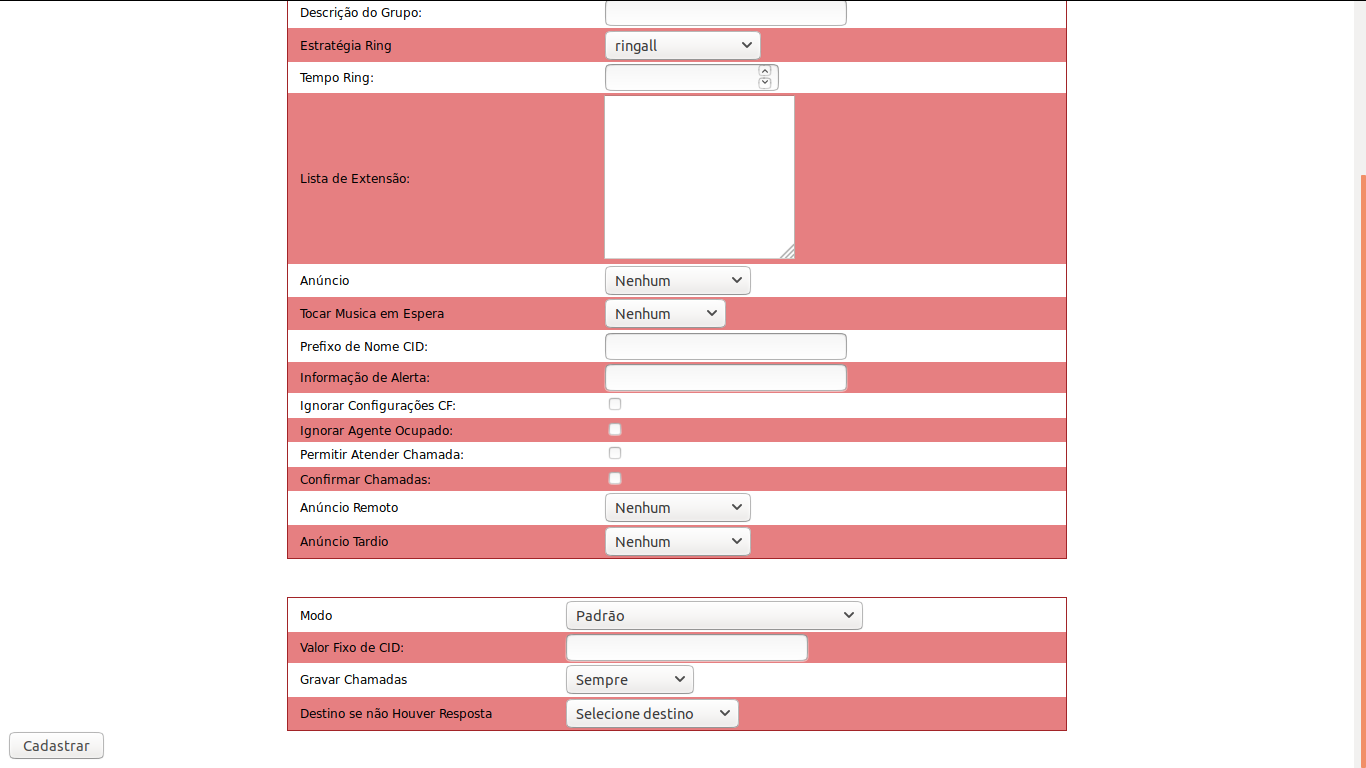 Descrição do Grupo:
Estratégia Ring ringall
Tempo Ring:
Lista de Extensão:
Anúncio Nenhum
Tocar Musica em Espera Nenhum
Prefixo de Nome CID:
Informação de Alerta:
Ignorar Configurações CF:
Ignorar Agente Ocupado:
Permitir Atender Chamada:
Confirmar Chamadas:
Anúncio Remoto Nenhum
Anúncio Tardio Nenhum
Modo Padrão
Valor Fixo de CID:
Gravar Chamadas Sempre
Destino se não Houver Resposta Selecione destino
Cadastrar